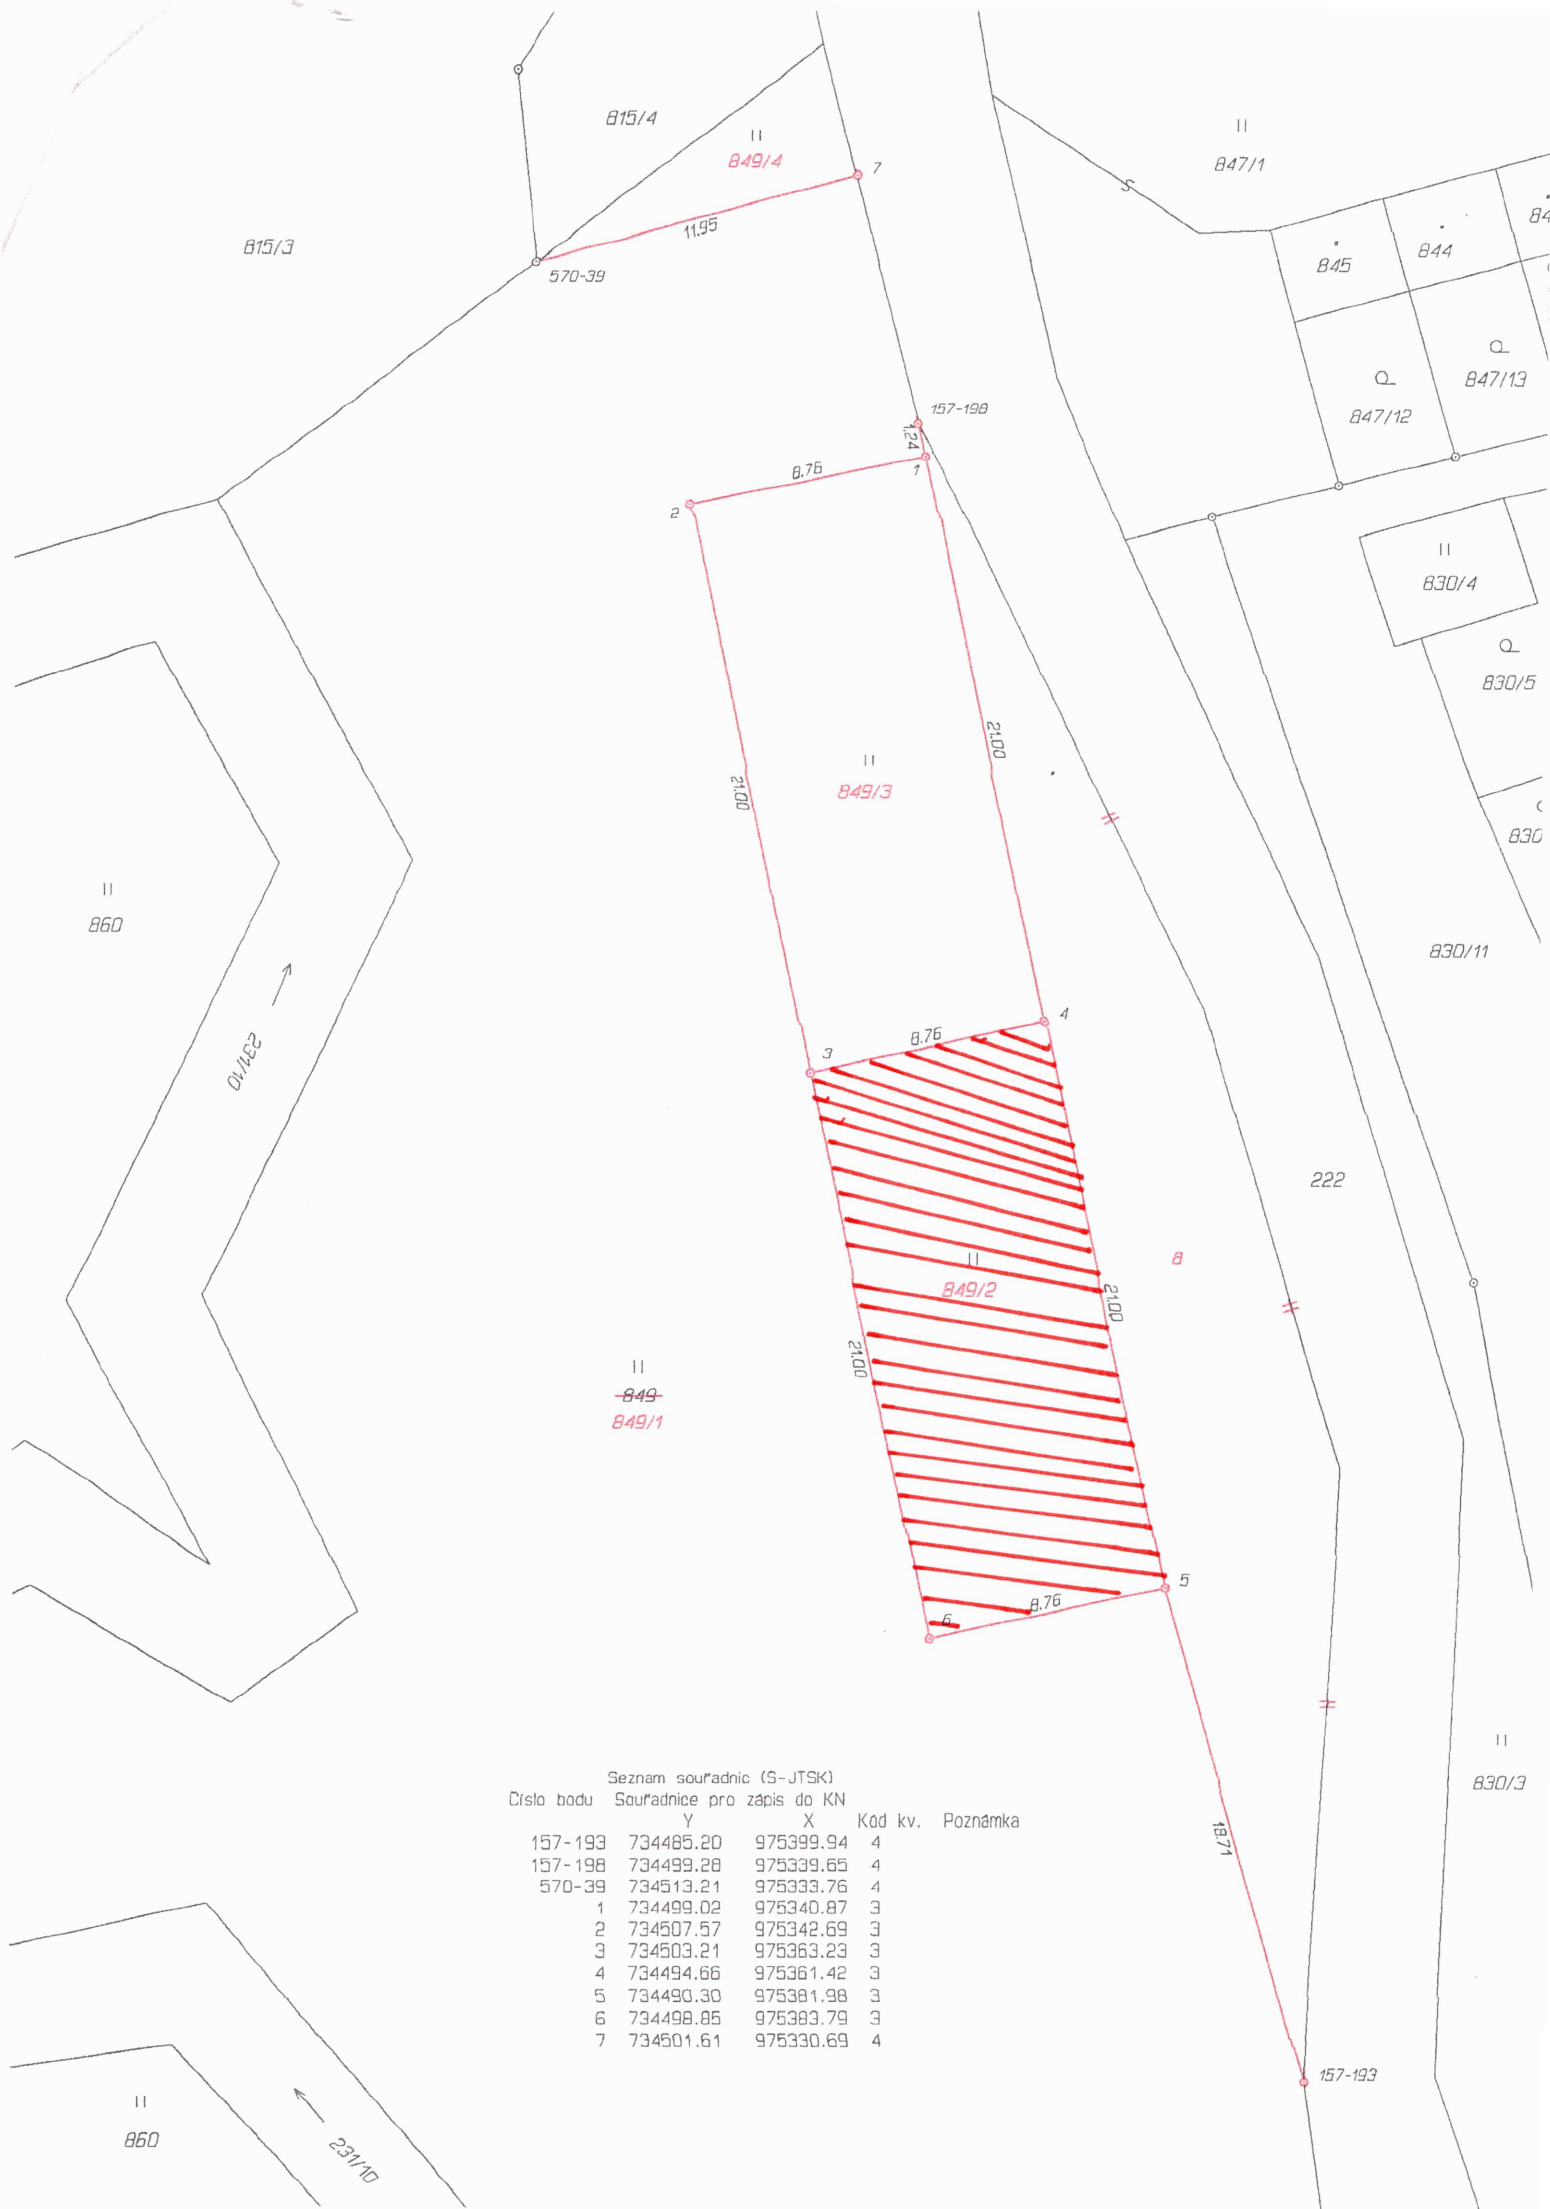 815/4
II
849/4
7
II
847/1
S
815/3
11.95
570-39
845
844
84
847/12
847/13
157-198
1.24
1
8.76
2
II
830/4
830/5
21.00
21.00
II
849/3
830
II
860
830/11
231/10
4
8.76
3
222
8
II
849/2
21.00
21.00
II
849
849/1
5
8.76
6
II
830/3
18.71
Seznam souřadnic (S-JTSK)
Číslo bodu Souřadnice pro zápis do KN
Y X Kód kv. Poznámka
157-193 734485.20 975399.94 4
157-198 734499.28 975339.65 4
570-39 734513.21 975333.76 4
1 734499.02 975340.87 3
2 734507.57 975342.69 3
3 734503.21 975363.23 3
4 734494.66 975361.42 3
5 734490.30 975381.98 3
6 734498.85 975383.79 3
7 734501.61 975330.69 4
157-193
II
860
231/10